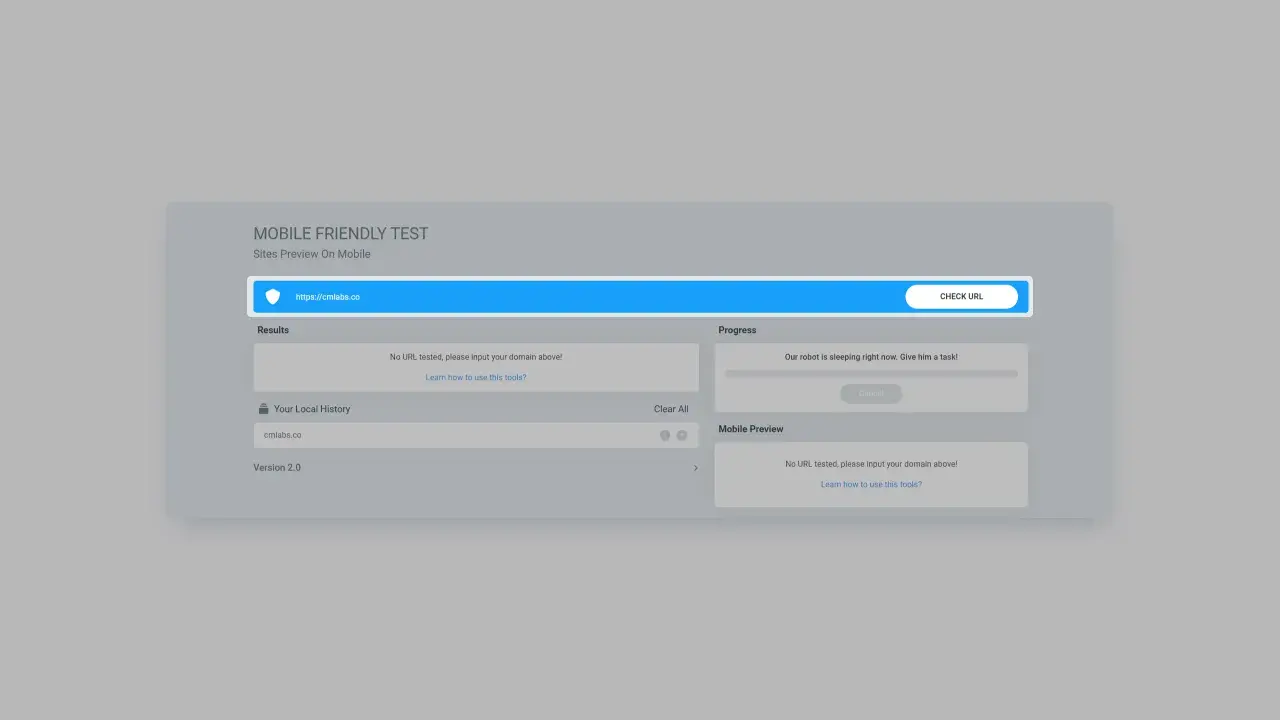 MOBILE FRIENDLY TEST
Sites Preview On Mobile
https://cmlabs.co
CHECK URL
Results
No URL tested, please input your domain above!
Learn how to use this tools?
Your Local History
Clear All
cmlabs.co
Version 2.0
Progress
Our robot is sleeping right now. Give him a task!
Cancel
Mobile Preview
No URL tested, please input your domain above!
Learn how to use this tools?